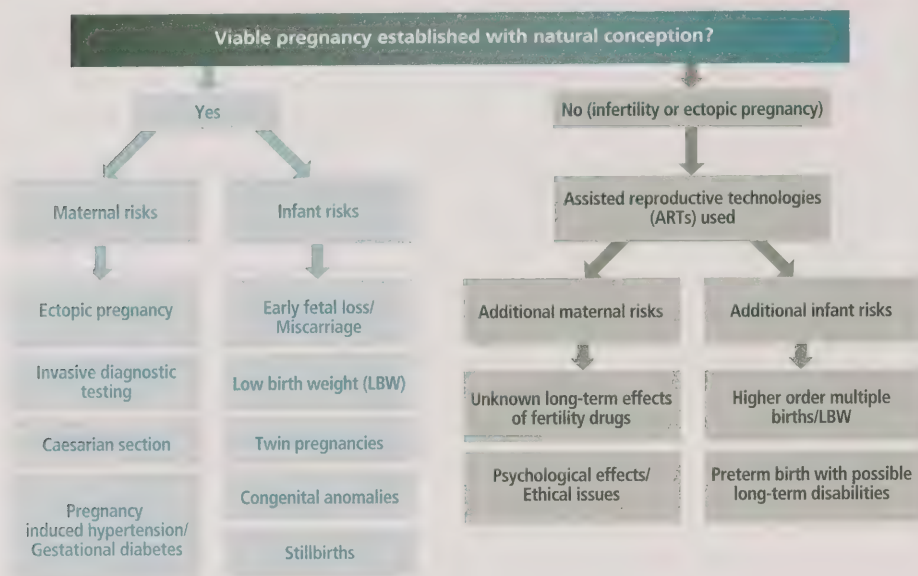 Viable pregnancy established with natural conception?
Yes
No (infertility or ectopic pregnancy)
Maternal risks
Infant risks
Assisted reproductive technologies
(ARTs) used
Ectopic pregnancy
Invasive diagnostic
testing
Caesarian section
Pregnancy
induced hypertension/
Gestational diabetes
Early fetal loss/
Miscarriage
Low birth weight (LBW)
Twin pregnancies
Congenital anomalies
Stillbirths
Additional maternal risks
Additional infant risks
Unknown long-term effects
of fertility drugs
Psychological effects/
Ethical issues
Higher order multiple
births/LBW
Preterm birth with possible
long-term disabilities